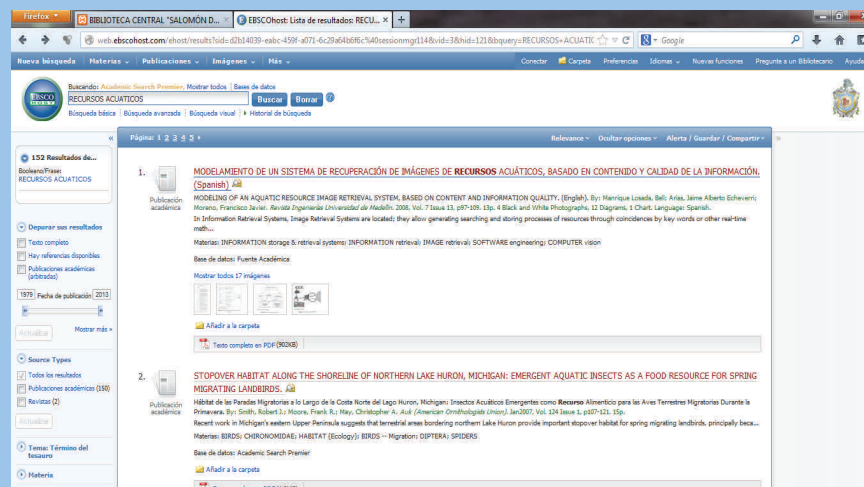 Firefox
BIBLIOTECA CENTRAL "SALOMÓN D...
EBSCOhost: Lista de resultados: RECU...
web.ebscohost.com/ehost/results?sid=d2b14039-eabc-459f-a071-6c29a64b6f6c%40sessionmgr114&vid=3&hid=121&bquery=RECURSOS+ACUATIC
Google
Nueva búsqueda Materias Publicaciones Imágenes Más
Conectar Carpeta Preferencias Idiomas Nuevas funciones Pregunte a un Bibliotecario Ayuda
EBSCO HOST
Buscando: Academic Search Premier, Mostrar todos Bases de datos
RECURSOS ACUATICOS Buscar Borrar
Búsqueda básica Búsqueda avanzada Búsqueda visual Historial de búsqueda
Página: 1 2 3 4 5
Relevance Ocultar opciones Alerta / Guardar / Compartir
152 Resultados de...
Booleano/Frase:
RECURSOS ACUATICOS
Depurar sus resultados
Texto completo
Hay referencias disponibles
Publicaciones académicas
(arbitradas)
1979 Fecha de publicación 2013
Actualizar Mostrar más »
Source Types
Todos los resultados
Publicaciones académicas (150)
Revistas (2)
Actualizar
Tema: Término del
tesauro
Materia
1.
Publicación
académica
MODELAMIENTO DE UN SISTEMA DE RECUPERACIÓN DE IMÁGENES DE RECURSOS ACUÁTICOS, BASADO EN CONTENIDO Y CALIDAD DE LA INFORMACIÓN.
(Spanish)
MODELING OF AN AQUATIC RESOURCE IMAGE RETRIEVAL SYSTEM, BASED ON CONTENT AND INFORMATION QUALITY. (English). By: Manrique Losada, Bell; Arias, Jaime Alberto Echeverri;
Moreno, Francisco Javier. Revista Ingenierías Universidad de Medellín. 2008, Vol. 7 Issue 13, p97-109. 13p. 4 Black and White Photographs, 12 Diagrams, 1 Chart. Language: Spanish.
In Information Retrieval Systems, Image Retrieval Systems are located; they allow generating searching and storing processes of resources through coincidences by key words or other real-time
meth...
Materias: INFORMATION storage & retrieval systems; INFORMATION retrieval; IMAGE retrieval; SOFTWARE engineering; COMPUTER vision
Base de datos: Fuente Académica
Mostrar todos 17 imágenes
Añadir a la carpeta
Texto completo en PDF (902KB)
2.
Publicación
académica
STOPOVER HABITAT ALONG THE SHORELINE OF NORTHERN LAKE HURON, MICHIGAN: EMERGENT AQUATIC INSECTS AS A FOOD RESOURCE FOR SPRING
MIGRATING LANDBIRDS.
Hábitat de las Paradas Migratorias a lo Largo de la Costa Norte del Lago Huron, Michigan: Insectos Acuáticos Emergentes como Recurso Alimenticio para las Aves Terrestres Migratorias Durante la
Primavera. By: Smith, Robert J.; Moore, Frank R.; May, Christopher A. Auk (American Ornithologists Union). Jan2007, Vol. 124 Issue 1, p107-121. 15p.
Recent work in Michigan's eastern Upper Peninsula suggests that terrestrial areas bordering northern Lake Huron provide important stopover habitat for spring migrating landbirds, principally beca...
Materias: BIRDS; CHIRONOMIDAE; HABITAT (Ecology); BIRDS -- Migration; DIPTERA; SPIDERS
Base de datos: Academic Search Premier
Añadir a la carpeta